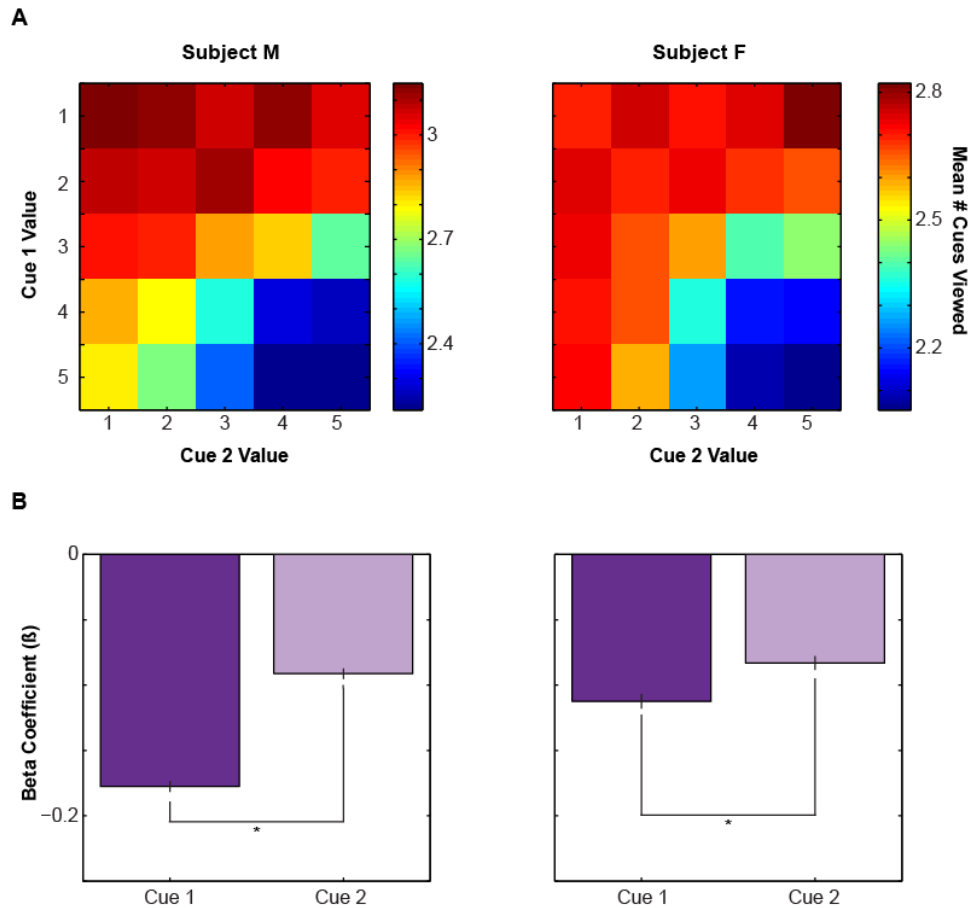 A
Subject M
Subject F
Cue 1 Value
1
2
3
4
5
1 2 3 4 5
Cue 2 Value
3
2.7
2.4
1 2 3 4 5
Cue 2 Value
2.8
2.5
2.2
Mean # Cues Viewed
B
Beta Coefficient (ß)
0
−0.2
*
Cue 1 Cue 2
*
Cue 1 Cue 2